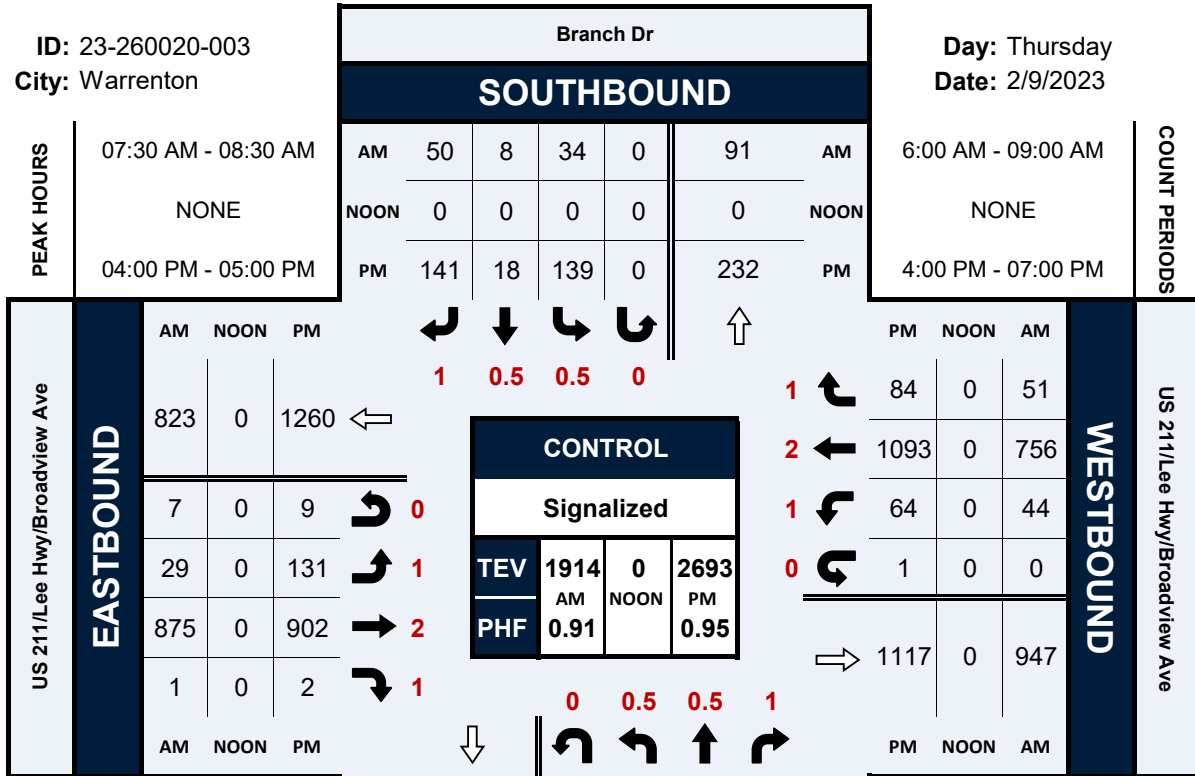 ID: 23-260020-003
City: Warrenton
Branch Dr
SOUTHBOUND
Day: Thursday
Date: 2/9/2023
PEAK HOURS
07:30 AM - 08:30 AM
NONE
04:00 PM - 05:00 PM
AM 50 8 34 0 91 AM
NOON 0 0 0 0 0 NOON
PM 141 18 139 0 232 PM
6:00 AM - 09:00 AM
NONE
4:00 PM - 07:00 PM
COUNT PERIODS
1 0.5 0.5 0
US 211/Lee Hwy/Broadview Ave
EASTBOUND
AM NOON PM
823 0 1260
7 0 9 0
29 0 131 1
875 0 902 2
1 0 2 1
AM NOON PM
CONTROL
Signalized
TEV 1914 0 2693
AM NOON PM
PHF 0.91 0.95
PM NOON AM
1 84 0 51
2 1093 0 756
1 64 0 44
0 1 0 0
1117 0 947
PM NOON AM
WESTBOUND
US 211/Lee Hwy/Broadview Ave
0 0.5 0.5 1